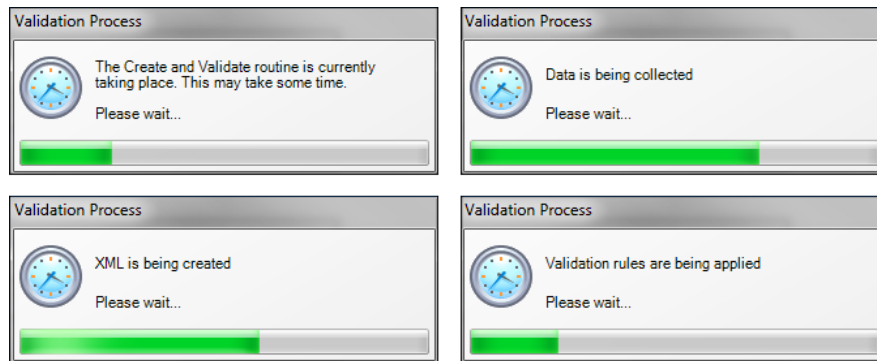 Validation Process
The Create and Validate routine is currently
taking place. This may take some time.
Please wait...
Validation Process
Data is being collected
Please wait...
Validation Process
XML is being created
Please wait...
Validation Process
Validation rules are being applied
Please wait...